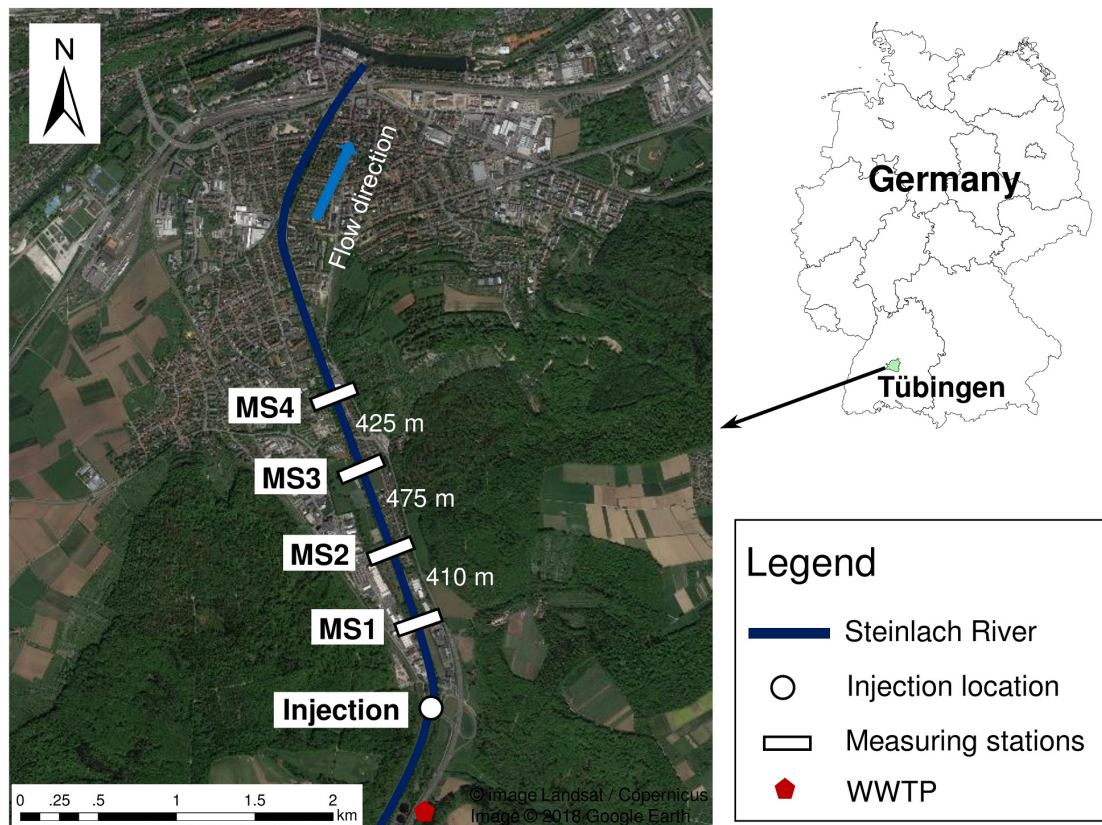 N
Flow direction
MS4
425 m
MS3
475 m
MS2
410 m
MS1
Injection
0 .25 .5 1 1.5 2
km
© image Landsat / Copernicus
Image © 2018 Google Earth
Germany
Tübingen
Legend
Steinlach River
Injection location
Measuring stations
WWTP